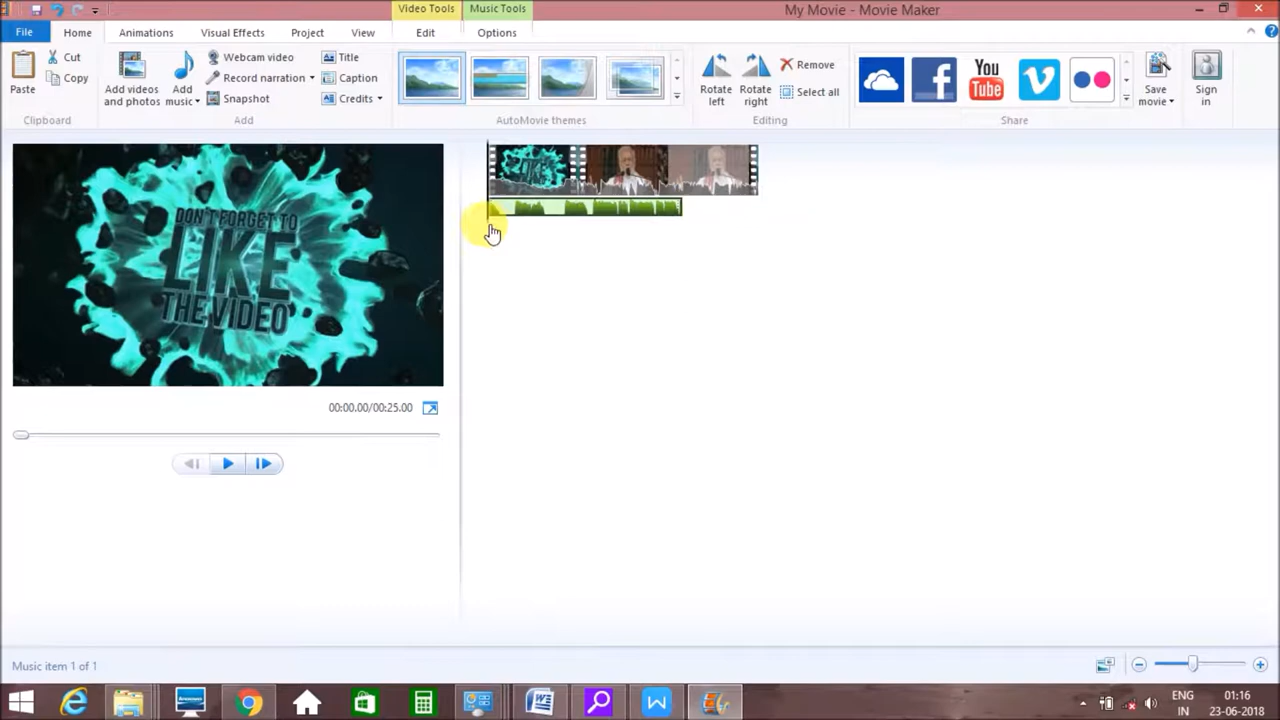 Video Tools
Music Tools
My Movie - Movie Maker
File
Home
Animations
Visual Effects
Project
View
Edit
Options
Paste
Cut
Copy
Clipboard
Add videos
and photos
Add
music
Webcam video
Record narration
Snapshot
Title
Caption
Credits
Add
AutoMovie themes
Rotate
left
Rotate
right
Remove
Select all
Editing
f
You
Tube
Share
Save
movie
Sign
in
DON'T FORGET TO
LIKE
THE VIDEO
LIKE
00:00.00/00:25.00
Music item 1 of 1
ENG
IN
01:16
23-06-2018